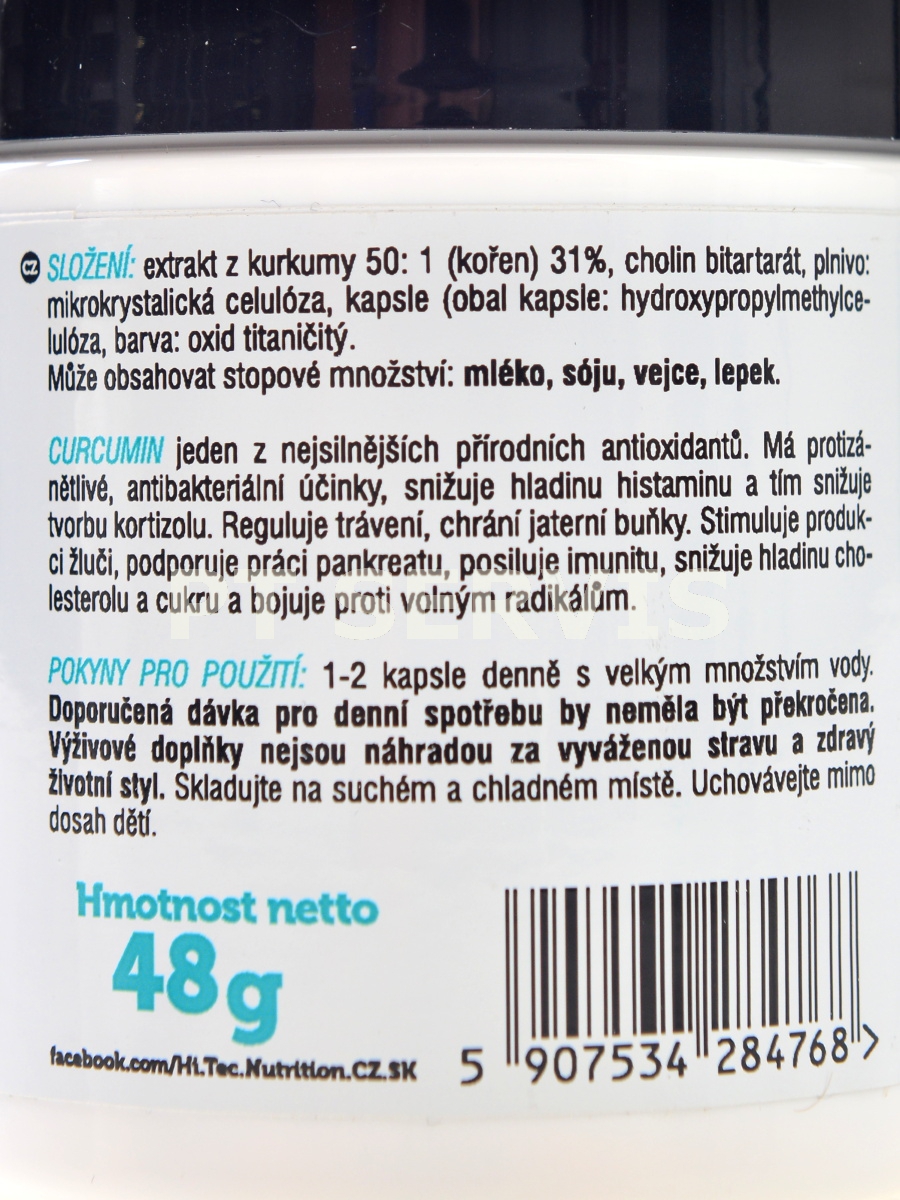 CZ SLOŽENÍ: extrakt z kurkumy 50: 1 (kořen) 31%, cholin bitartarát, plnivo:
mikrokrystalická celulóza, kapsle (obal kapsle: hydroxypropylmethylce-
lulóza, barva: oxid titaničitý.
Může obsahovat stopové množství: mléko, sóju, vejce, lepek.
CURCUMIN jeden z nejsilnějších přírodních antioxidantů. Má protizá-
nětlivé, antibakteriální účinky, snižuje hladinu histaminu a tím snižuje
tvorbu kortizolu. Reguluje trávení, chrání jaterní buňky. Stimuluje produk-
ci žluči, podporuje práci pankreatu, posiluje imunitu, snižuje hladinu cho-
lesterolu a cukru a bojuje proti volným radikálům.
PT SERVIS
POKYNY PRO POUŽITÍ: 1-2 kapsle denně s velkým množstvím vody.
Doporučená dávka pro denní spotřebu by neměla být překročena.
Výživové doplňky nejsou náhradou za vyváženou stravu a zdravý
životní styl. Skladujte na suchém a chladném místě. Uchovávejte mimo
dosah dětí.
Hmotnost netto
48 g
facebook.com/Hi.Tec.Nutrition.CZ.SK
5 907534 284768 >